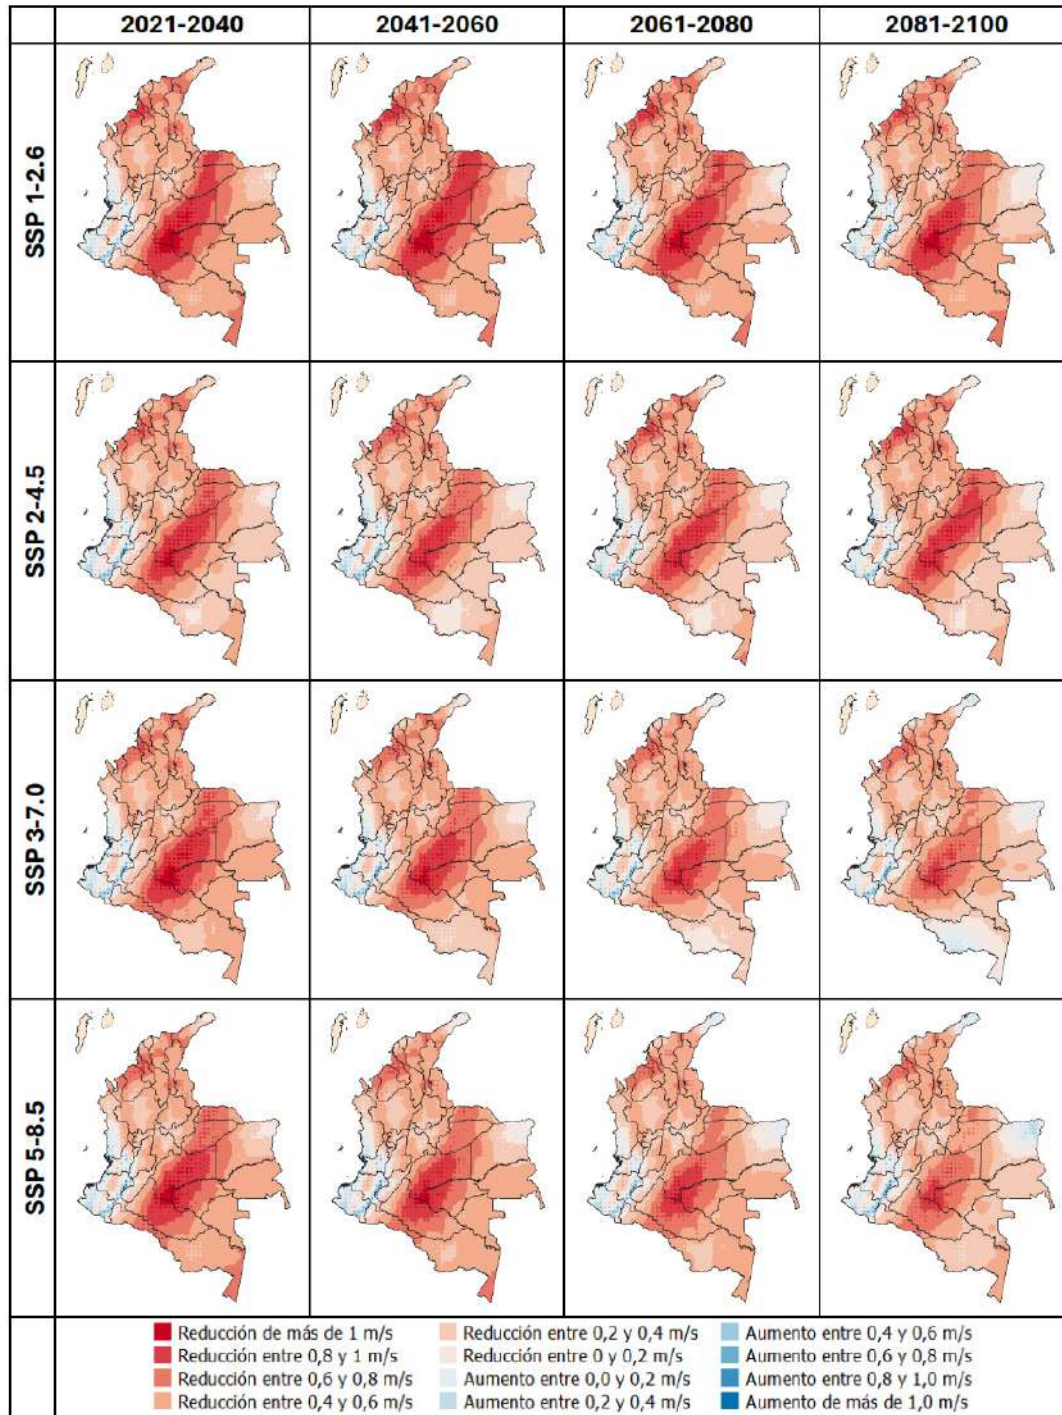 2021-2040 2041-2060 2061-2080 2081-2100
SSP 1-2.6
SSP 2-4.5
SSP 3-7.0
SSP 5-8.5
Reducción de más de 1 m/s Reducción entre 0,2 y 0,4 m/s Aumento entre 0,4 y 0,6 m/s
Reducción entre 0,8 y 1 m/s Reducción entre 0 y 0,2 m/s Aumento entre 0,6 y 0,8 m/s
Reducción entre 0,6 y 0,8 m/s Aumento entre 0,0 y 0,2 m/s Aumento entre 0,8 y 1,0 m/s
Reducción entre 0,4 y 0,6 m/s Aumento entre 0,2 y 0,4 m/s Aumento de más de 1,0 m/s